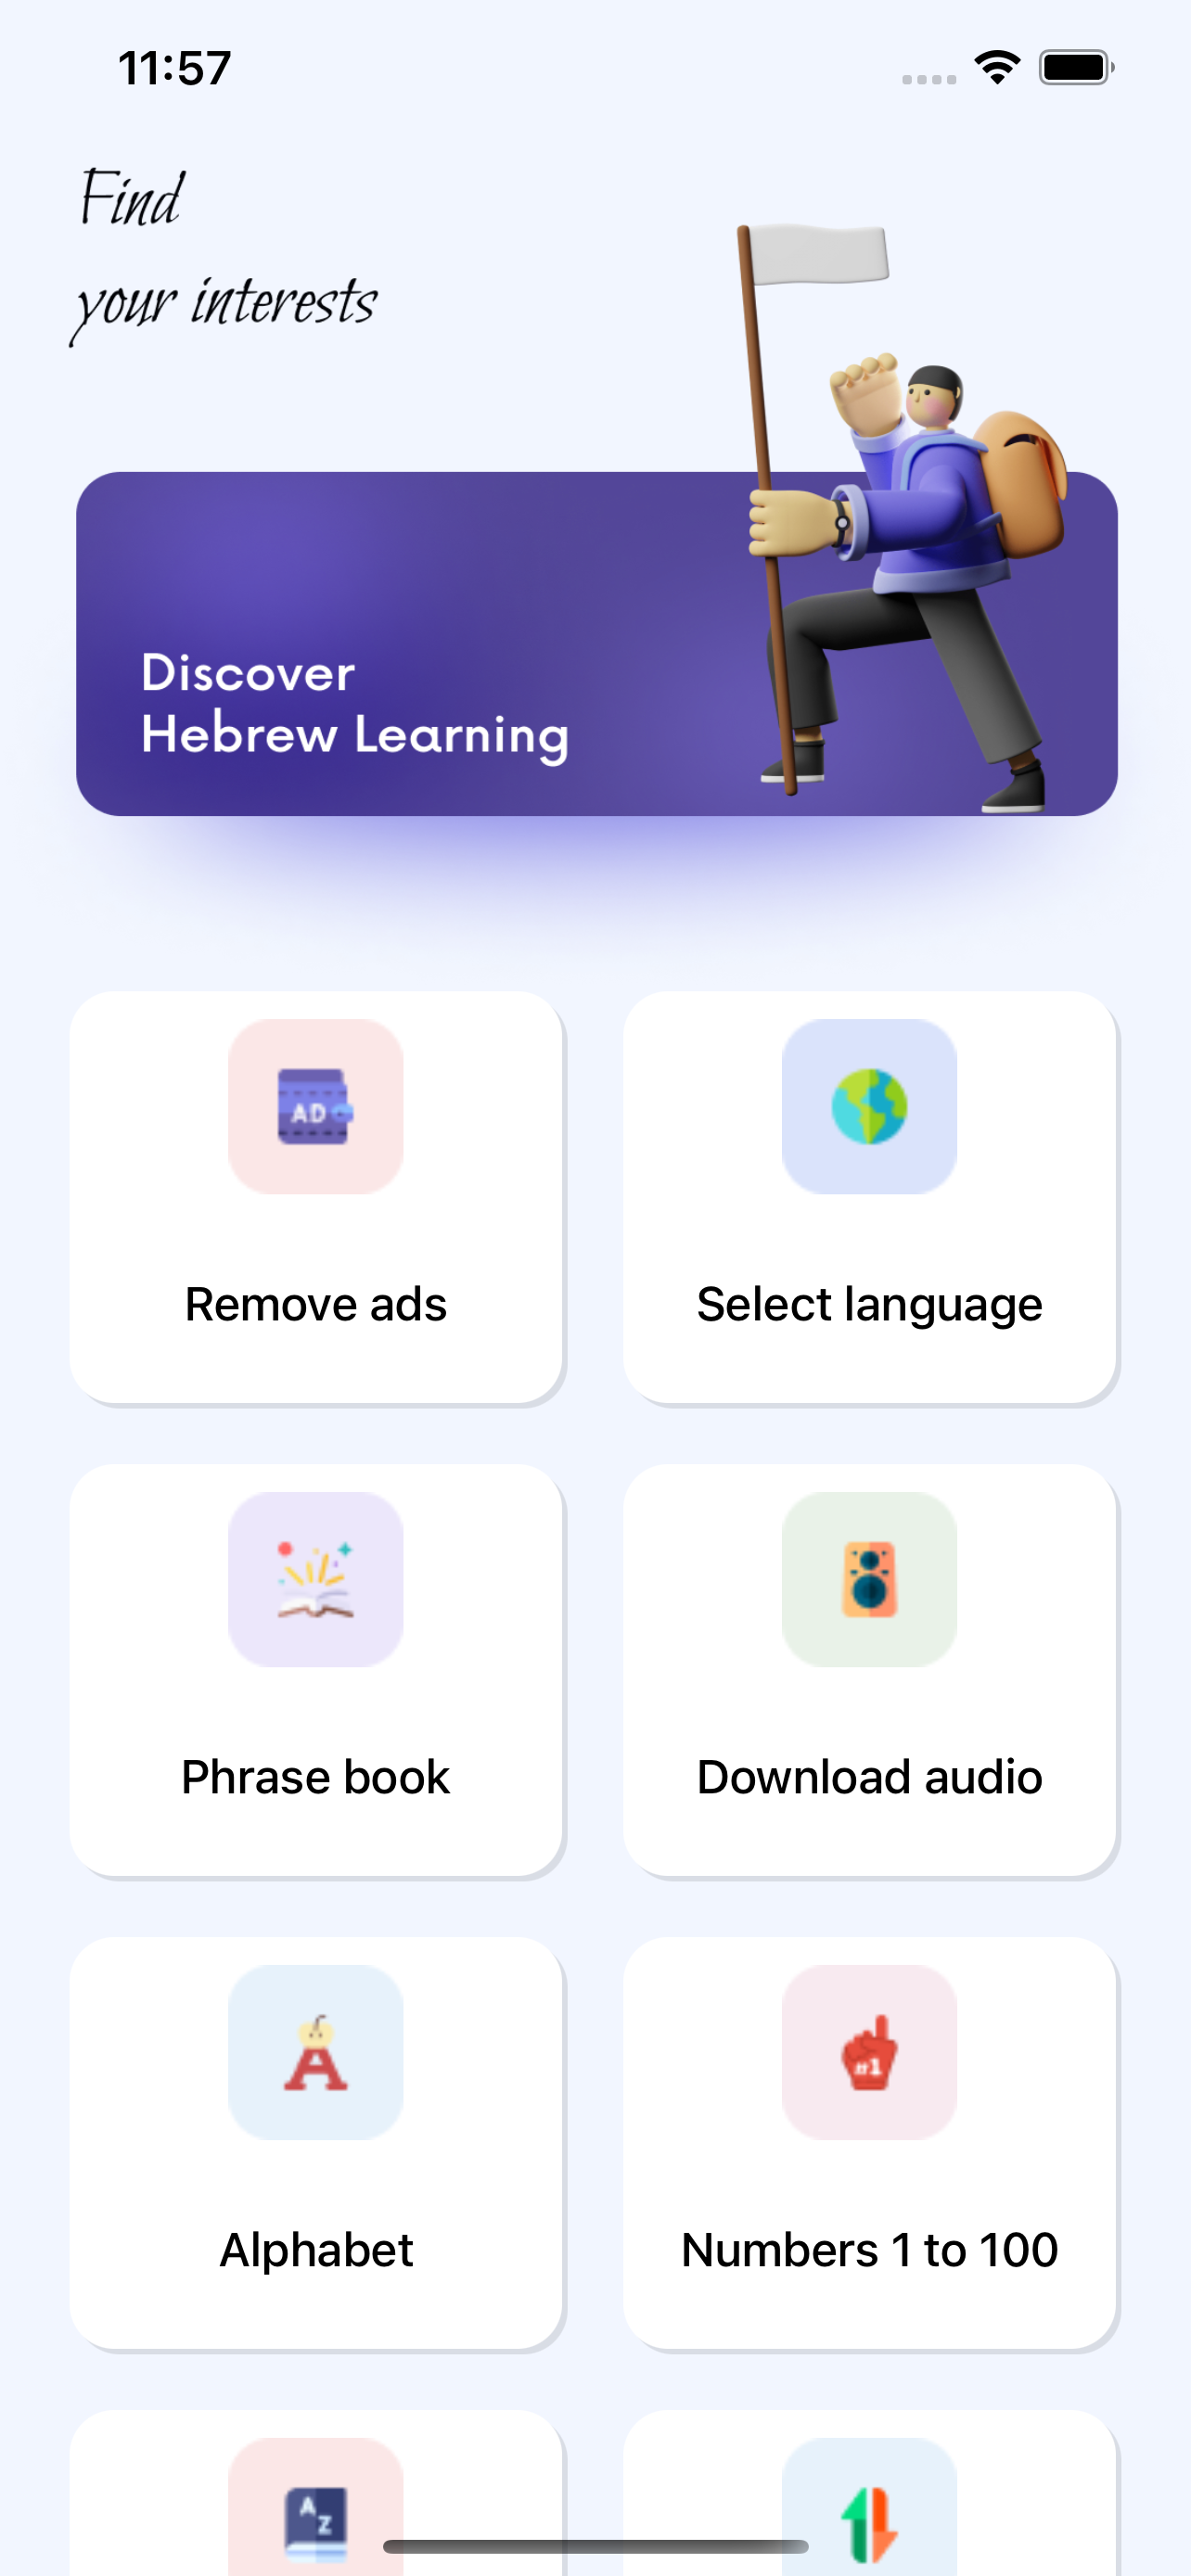 11:57
Find
your interests
Discover
Hebrew Learning
AD
Remove ads
Select language
Phrase book
Download audio
A
#1
Alphabet
Numbers 1 to 100
A
Z